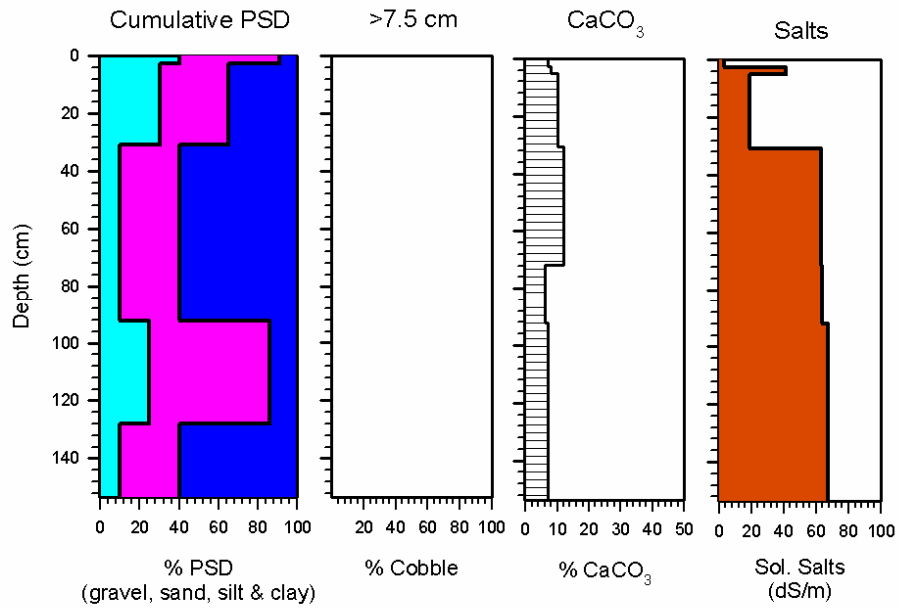 Cumulative PSD
>7.5 cm
CaCO3
Salts
Depth (cm)
0
20
40
60
80
100
120
140
0 20 40 60 80 100
0 20 40 60 80 100
0 10 20 30 40 50
0 20 40 60 80 100
% PSD
(gravel, sand, silt & clay)
% Cobble
% CaCO3
Sol. Salts
(dS/m)